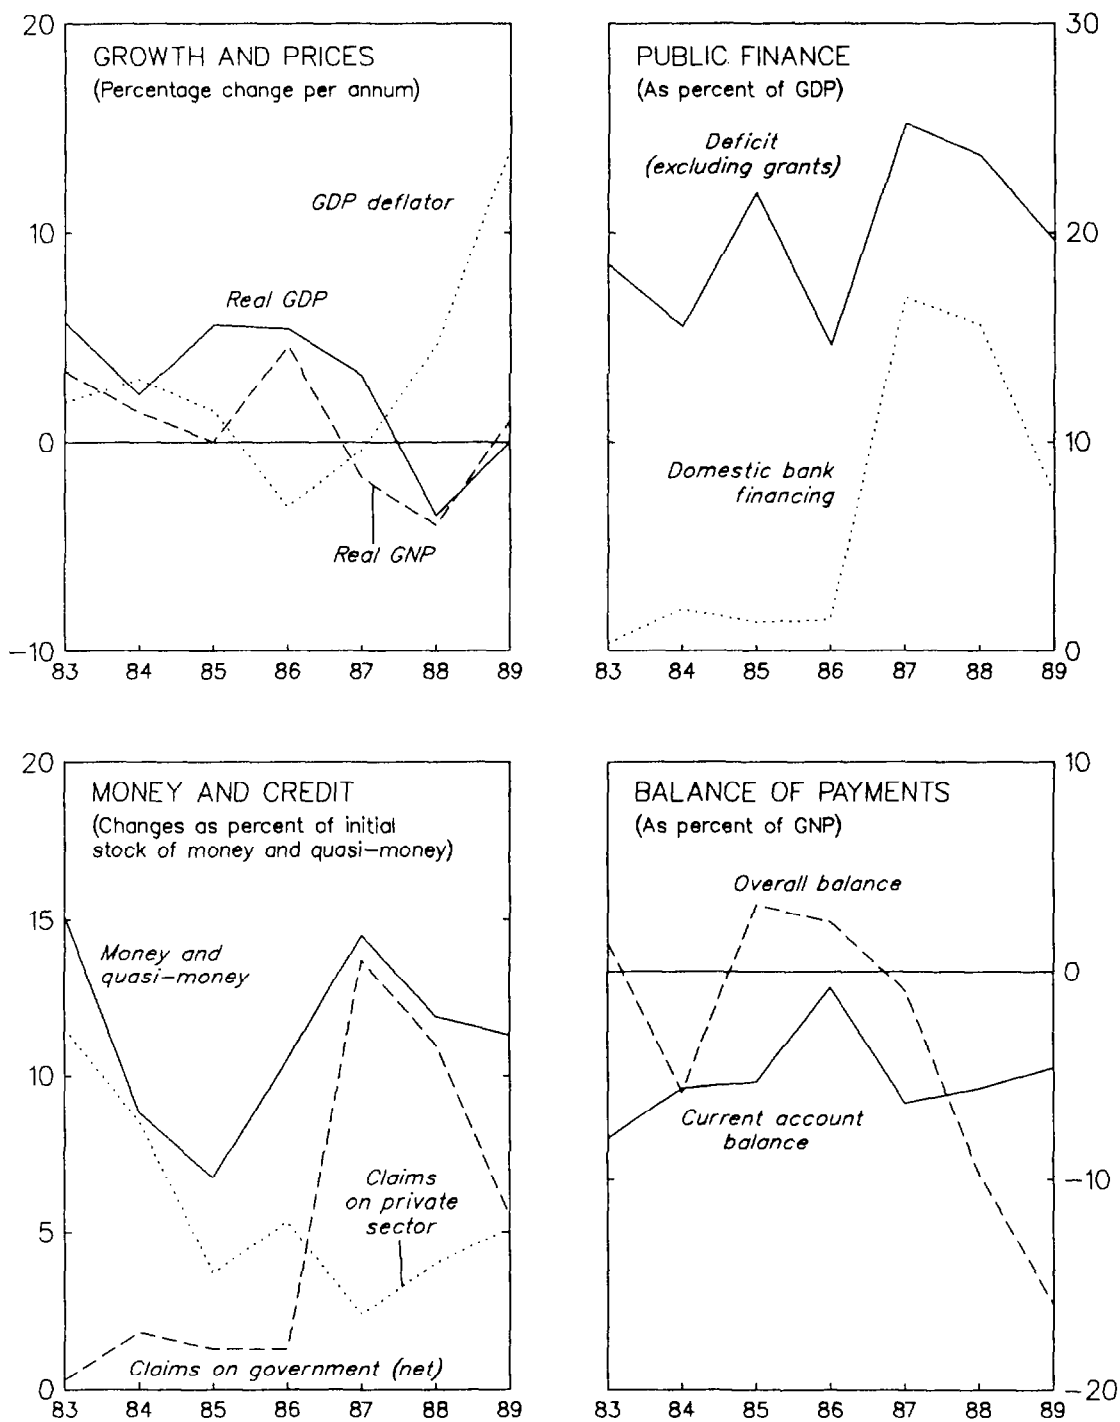 GROWTH AND PRICES
(Percentage change per annum)
20
10
0
-10
GDP deflator
Real GDP
Real GNP
83 84 85 86 87 88 89
PUBLIC FINANCE
(As percent of GDP)
30
20
10
0
Deficit
(excluding grants)
Domestic bank
financing
83 84 85 86 87 88 89
MONEY AND CREDIT
(Changes as percent of initial
stock of money and quasi-money)
20
15
10
5
0
Money and
quasi-money
Claims
on private
sector
Claims on government (net)
83 84 85 86 87 88 89
BALANCE OF PAYMENTS
(As percent of GNP)
10
0
-10
-20
Overall balance
Current account
balance
83 84 85 86 87 88 89